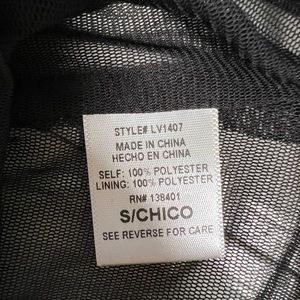 STYLE# LV1407
MADE IN CHINA
HECHO EN CHINA
SELF: 100% POLYESTER
LINING: 100% POLYESTER
RN# 138401
S/CHICO
SEE REVERSE FOR CARE